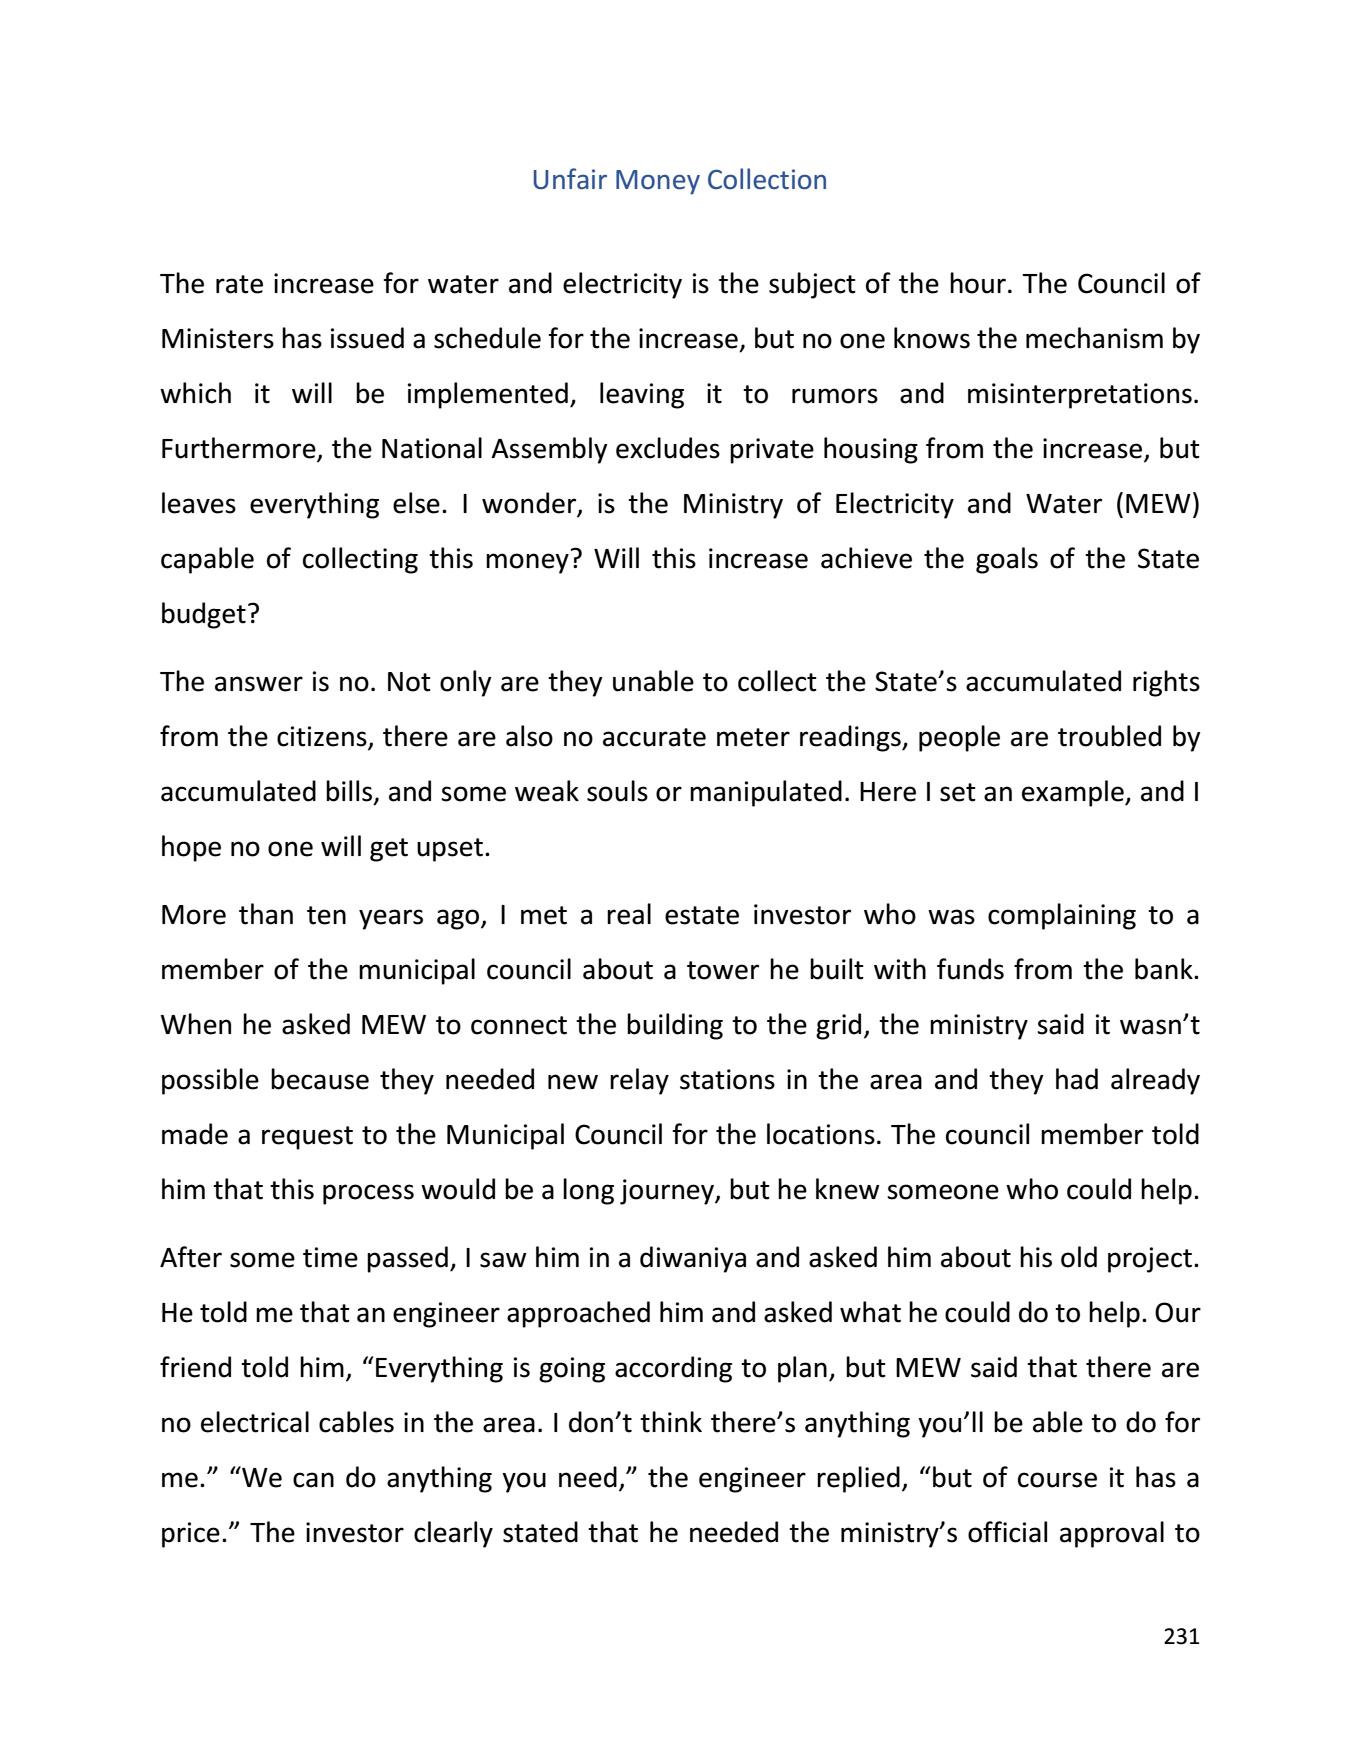 Unfair Money Collection
The rate increase for water and electricity is the subject of the hour. The Council of
Ministers has issued a schedule for the increase, but no one knows the mechanism by
which it will be implemented, leaving it to rumors and misinterpretations.
Furthermore, the National Assembly excludes private housing from the increase, but
leaves everything else. I wonder, is the Ministry of Electricity and Water (MEW)
capable of collecting this money? Will this increase achieve the goals of the State
budget?
The answer is no. Not only are they unable to collect the State’s accumulated rights
from the citizens, there are also no accurate meter readings, people are troubled by
accumulated bills, and some weak souls or manipulated. Here I set an example, and I
hope no one will get upset.
More than ten years ago, I met a real estate investor who was complaining to a
member of the municipal council about a tower he built with funds from the bank.
When he asked MEW to connect the building to the grid, the ministry said it wasn’t
possible because they needed new relay stations in the area and they had already
made a request to the Municipal Council for the locations. The council member told
him that this process would be a long journey, but he knew someone who could help.
After some time passed, I saw him in a diwaniya and asked him about his old project.
He told me that an engineer approached him and asked what he could do to help. Our
friend told him, “Everything is going according to plan, but MEW said that there are
no electrical cables in the area. I don’t think there’s anything you’ll be able to do for
me.” “We can do anything you need,” the engineer replied, “but of course it has a
price.” The investor clearly stated that he needed the ministry’s official approval to
231